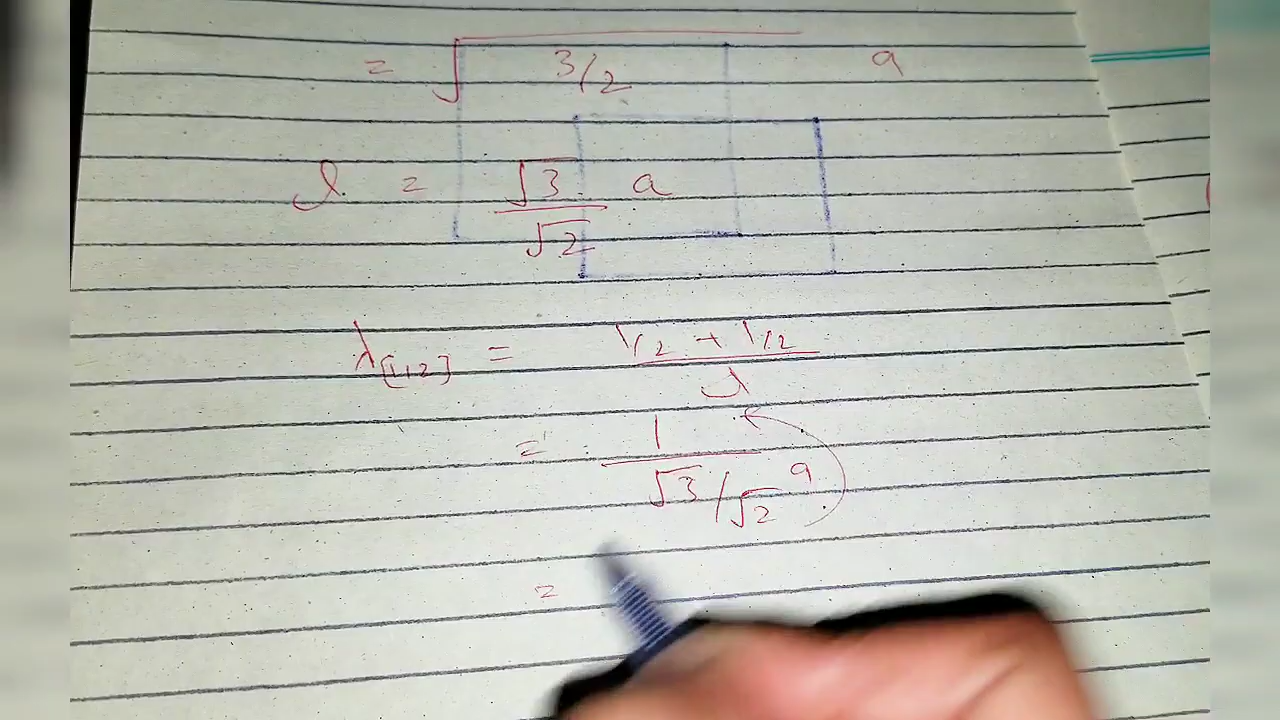 = √3/2 a
l = √3/√2 a
λ[112] = (1/2 + 1/2)/l
= 1/(√3/√2 a)
=